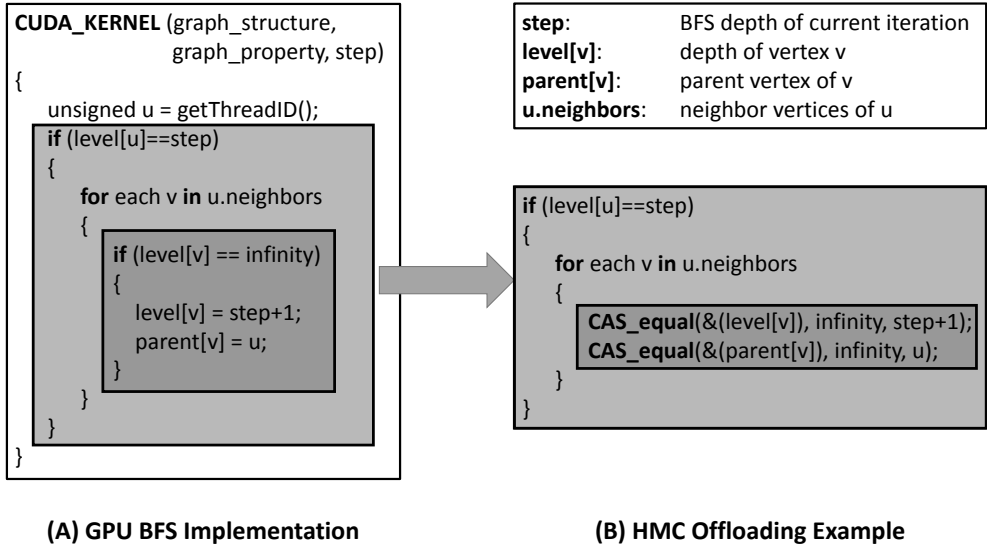 CUDA_KERNEL (graph_structure,
graph_property, step)
{
unsigned u = getThreadID();
if (level[u]==step)
{
for each v in u.neighbors
{
if (level[v] == infinity)
{
level[v] = step+1;
parent[v] = u;
}
}
}
}
(A) GPU BFS Implementation
step: BFS depth of current iteration
level[v]: depth of vertex v
parent[v]: parent vertex of v
u.neighbors: neighbor vertices of u
if (level[u]==step)
{
for each v in u.neighbors
{
CAS_equal(&(level[v]), infinity, step+1);
CAS_equal(&(parent[v]), infinity, u);
}
}
(B) HMC Offloading Example